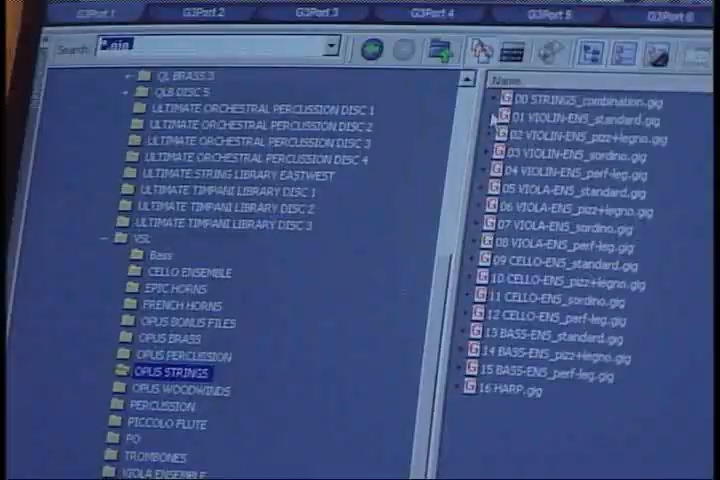 G3Port 1 G3Port 2 G3Port 3 G3Port 4 G3Port 5 G3Port 6
Search: *.gig
QL BRASS 3
QLB DISC 5
ULTIMATE ORCHESTRAL PERCUSSION DISC 1
ULTIMATE ORCHESTRAL PERCUSSION DISC 2
ULTIMATE ORCHESTRAL PERCUSSION DISC 3
ULTIMATE ORCHESTRAL PERCUSSION DISC 4
ULTIMATE STRING LIBRARY EASTWEST
ULTIMATE TIMPANI LIBRARY DISC 1
ULTIMATE TIMPANI LIBRARY DISC 2
ULTIMATE TIMPANI LIBRARY DISC 3
VSL
Bass
CELLO ENSEMBLE
EPIC HORNS
FRENCH HORNS
OPUS BONUS FILES
OPUS BRASS
OPUS PERCUSSION
OPUS STRINGS
OPUS WOODWINDS
PERCUSSION
PICCOLO FLUTE
PO
TROMBONES
VIOLA ENSEMBLE
Name
00 STRINGS_combination.gig
01 VIOLIN-ENS_standard.gig
02 VIOLIN-ENS_pizz+legno.gig
03 VIOLIN-ENS_sordino.gig
04 VIOLIN-ENS_perf-leg.gig
05 VIOLA-ENS_standard.gig
06 VIOLA-ENS_pizz+legno.gig
07 VIOLA-ENS_sordino.gig
08 VIOLA-ENS_perf-leg.gig
09 CELLO-ENS_standard.gig
10 CELLO-ENS_pizz+legno.gig
11 CELLO-ENS_sordino.gig
12 CELLO-ENS_perf-leg.gig
13 BASS-ENS_standard.gig
14 BASS-ENS_pizz+legno.gig
15 BASS-ENS_perf-leg.gig
16 HARP.gig